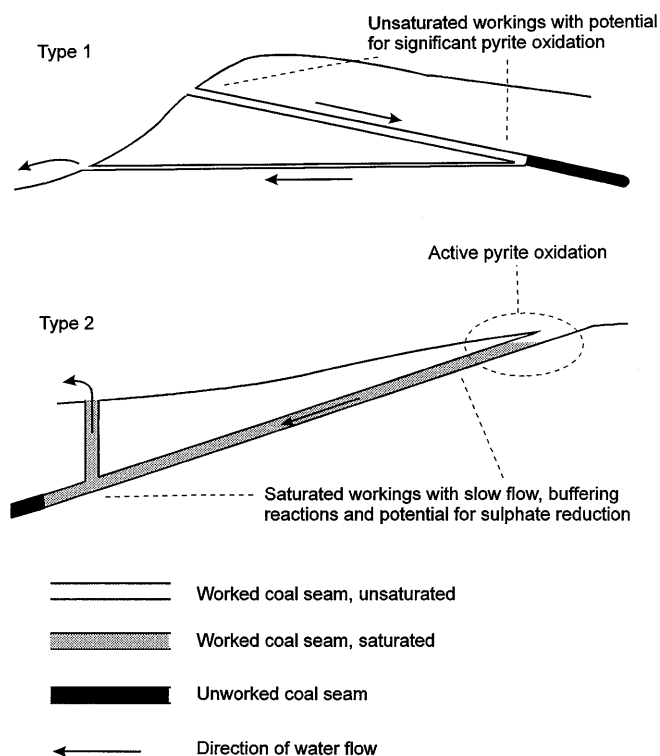 Unsaturated workings with potential
for significant pyrite oxidation
Type 1
Active pyrite oxidation
Type 2
Saturated workings with slow flow, buffering
reactions and potential for sulphate reduction
Worked coal seam, unsaturated
Worked coal seam, saturated
Unworked coal seam
Direction of water flow